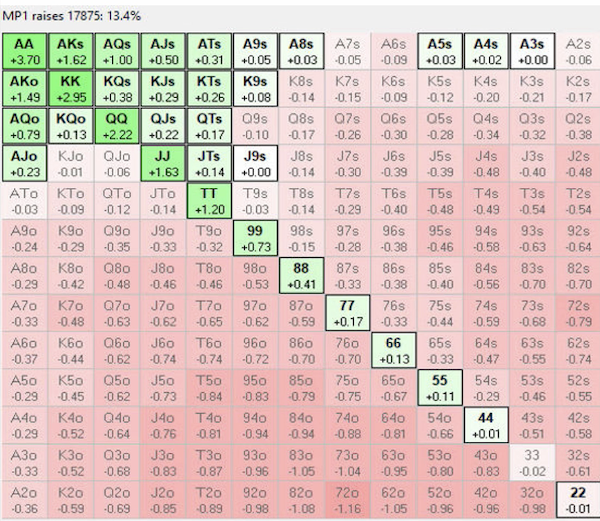 MP1 raises 17875: 13.4%
AA AKs AQs AJs ATs A9s A8s A7s A6s A5s A4s A3s A2s
+3.70 +1.62 +1.00 +0.50 +0.31 +0.05 +0.03 -0.05 -0.09 +0.03 +0.02 +0.00 -0.06
AKo KK KQs KJs KTs K9s K8s K7s K6s K5s K4s K3s K2s
+1.49 +2.95 +0.38 +0.29 +0.26 +0.08 -0.14 -0.15 -0.09 -0.12 -0.20 -0.21 -0.17
AQo KQo QQ QJs QTs Q9s Q8s Q7s Q6s Q5s Q4s Q3s Q2s
+0.79 +0.13 +2.22 +0.22 +0.17 -0.10 -0.17 -0.26 -0.30 -0.28 -0.34 -0.32 -0.38
AJo KJo QJo JJ JTs J9s J8s J7s J6s J5s J4s J3s J2s
+0.23 -0.01 -0.06 +1.63 +0.14 +0.00 -0.14 -0.30 -0.39 -0.39 -0.48 -0.40 -0.48
ATo KTo QTo JTo TT T9s T8s T7s T6s T5s T4s T3s T2s
-0.03 -0.09 -0.12 -0.14 +1.20 -0.03 -0.14 -0.29 -0.40 -0.48 -0.49 -0.54 -0.54
A9o K9o Q9o J9o T9o 99 98s 97s 96s 95s 94s 93s 92s
-0.24 -0.29 -0.35 -0.33 -0.32 +0.73 -0.15 -0.28 -0.38 -0.46 -0.58 -0.63 -0.64
A8o K8o Q8o J8o T8o 98o 88 87s 86s 85s 84s 83s 82s
-0.29 -0.42 -0.48 -0.46 -0.46 -0.53 +0.41 -0.33 -0.38 -0.40 -0.56 -0.70 -0.70
A7o K7o Q7o J7o T7o 97o 87o 77 76s 75s 74s 73s 72s
-0.33 -0.48 -0.63 -0.62 -0.65 -0.62 -0.59 +0.17 -0.33 -0.44 -0.59 -0.68 -0.79
A6o K6o Q6o J6o T6o 96o 86o 76o 66 65s 64s 63s 62s
-0.37 -0.44 -0.62 -0.74 -0.74 -0.72 -0.70 -0.70 +0.13 -0.33 -0.47 -0.55 -0.74
A5o K5o Q5o J5o T5o 95o 85o 75o 65o 55 54s 53s 52s
-0.29 -0.45 -0.62 -0.73 -0.84 -0.83 -0.79 -0.75 -0.67 +0.11 -0.29 -0.46 -0.55
A4o K4o Q4o J4o T4o 94o 84o 74o 64o 54o 44 43s 42s
-0.29 -0.52 -0.64 -0.76 -0.81 -0.94 -0.94 -0.88 -0.81 -0.66 +0.01 -0.51 -0.58
A3o K3o Q3o J3o T3o 93o 83o 73o 63o 53o 43o 33 32s
-0.33 -0.52 -0.68 -0.83 -0.87 -0.96 -1.05 -1.04 -0.95 -0.80 -0.83 -0.02 -0.61
A2o K2o Q2o J2o T2o 92o 82o 72o 62o 52o 42o 32o 22
-0.36 -0.59 -0.69 -0.85 -0.89 -0.98 -1.08 -1.16 -1.05 -0.96 -0.96 -0.98 -0.01